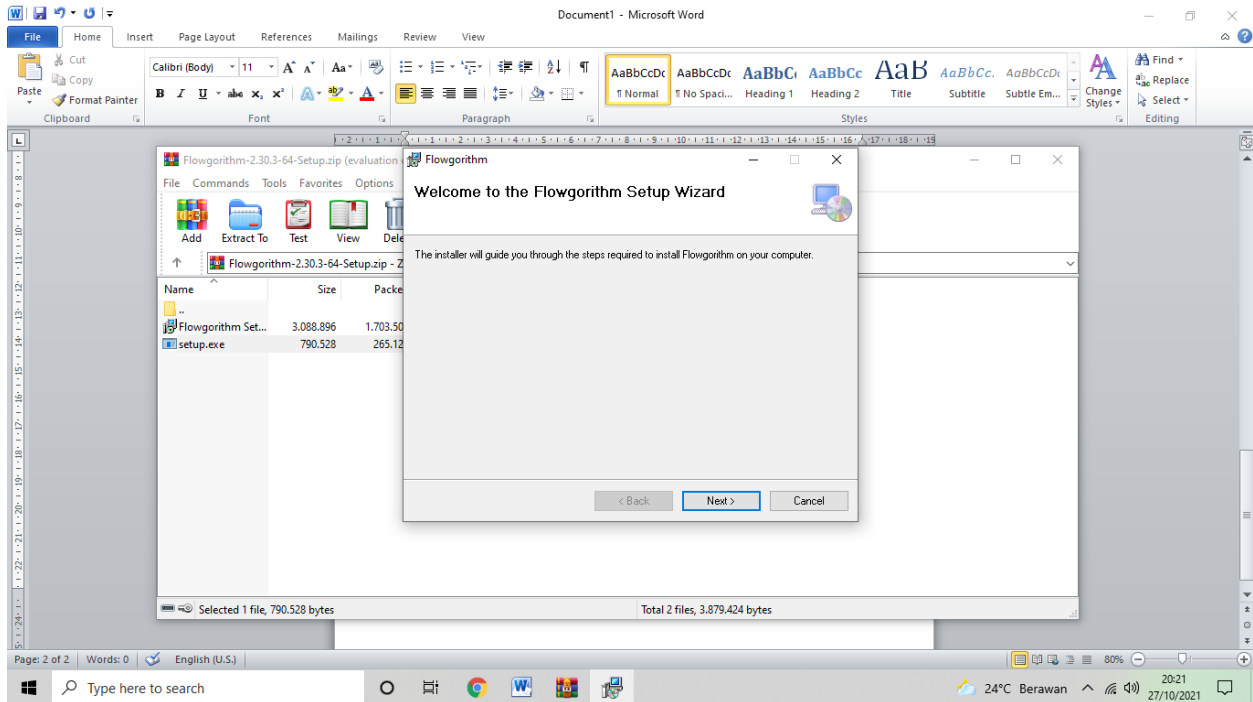 Document1 - Microsoft Word
File Home Insert Page Layout References Mailings Review View
Paste
Cut
Copy
Format Painter
Clipboard
Calibri (Body) 11
Font
Paragraph
AaBbCcDc AaBbCcDc AaBbC AaBbCc AaB AaBbCc. AaBbCcDc
¶ Normal ¶ No Spaci... Heading 1 Heading 2 Title Subtitle Subtle Em...
Change Styles
Styles
Find
Replace
Select
Editing
Flowgorithm-2.30.3-64-Setup.zip (evaluation
File Commands Tools Favorites Options
Add Extract To Test View Dele
Flowgorithm-2.30.3-64-Setup.zip - Z
Name Size Packe
..
Flowgorithm Set... 3.088.896 1.703.50
setup.exe 790.528 265.12
Selected 1 file, 790.528 bytes
Total 2 files, 3.879.424 bytes
Flowgorithm
Welcome to the Flowgorithm Setup Wizard
The installer will guide you through the steps required to install Flowgorithm on your computer.
< Back Next > Cancel
Page: 2 of 2 Words: 0 English (U.S.) 80%
Type here to search
24°C Berawan
20:21
27/10/2021